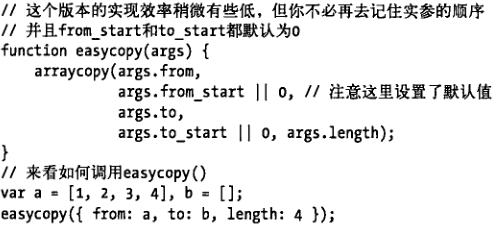 // 这个版本的实现效率稍微有些低，但你不必再去记住实参的顺序
// 并且from_start和to_start都默认为0
function easycopy(args) {
    arraycopy(args.from,
              args.from_start || 0, // 注意这里设置了默认值
              args.to,
              args.to_start || 0, args.length);
}
// 来看如何调用easycopy()
var a = [1, 2, 3, 4], b = [];
easycopy({ from: a, to: b, length: 4 });